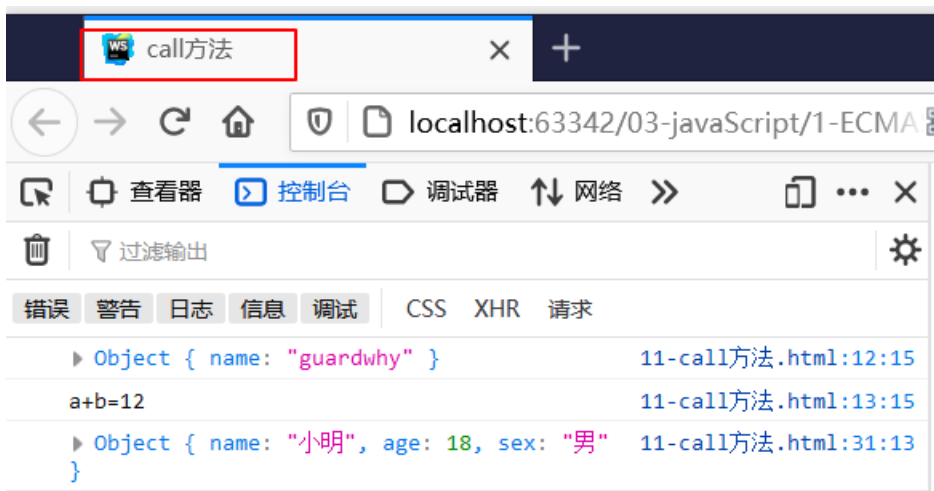 WS call方法
localhost:63342/03-javaScript/1-ECMA
查看器 控制台 调试器 网络
过滤输出
错误 警告 日志 信息 调试 CSS XHR 请求
Object { name: "guardwhy" } 11-call方法.html:12:15
a+b=12 11-call方法.html:13:15
Object { name: "小明", age: 18, sex: "男" 11-call方法.html:31:13
}